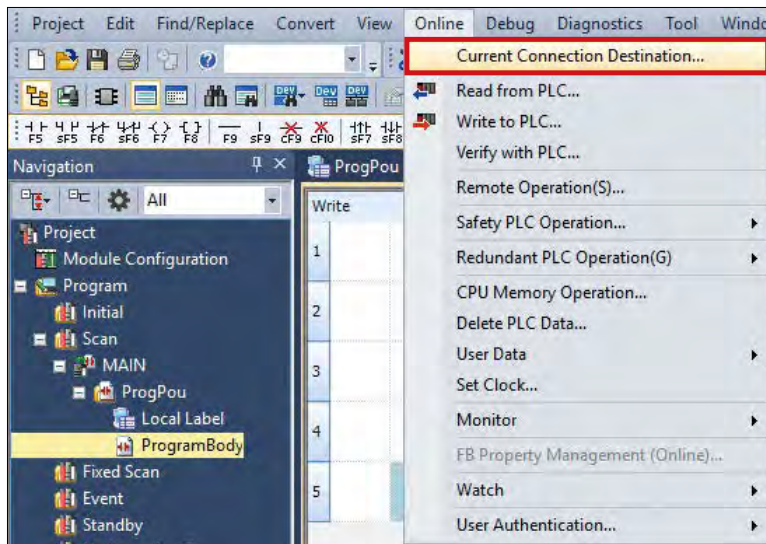 Project Edit Find/Replace Convert View Online Debug Diagnostics Tool Windo
Current Connection Destination...
Read from PLC...
Write to PLC...
Verify with PLC...
Remote Operation(S)...
Safety PLC Operation...
Redundant PLC Operation(G)
CPU Memory Operation...
Delete PLC Data...
User Data
Set Clock...
Monitor
FB Property Management (Online)...
Watch
User Authentication...
Dev Dev Dev
F5 sF5 F6 sF6 F7 F8 F9 sF9 cF9 cF10 sF7 sF8
Navigation
All
Project
Module Configuration
Program
Initial
Scan
MAIN
ProgPou
Local Label
ProgramBody
Fixed Scan
Event
Standby
ProgPou
Write
1
2
3
4
5